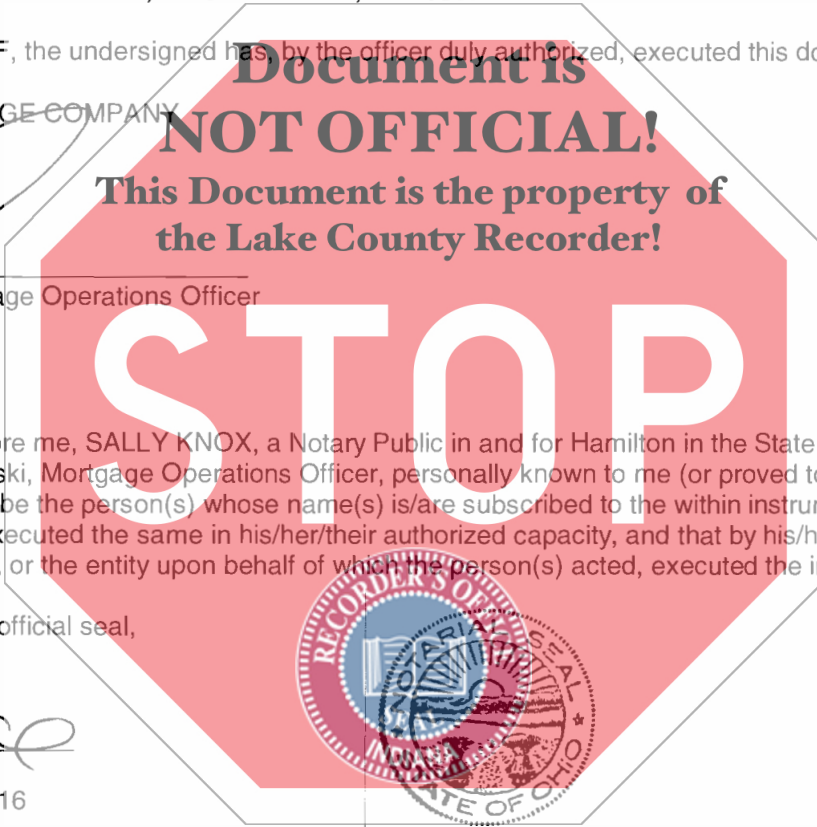 , the undersigned has, by the officer duly authorized, executed this do
Document is
GE COMPANY
NOT OFFICIAL!
This Document is the property of
the Lake County Recorder!
age Operations Officer
STOP
re me, SALLY KNOX, a Notary Public in and for Hamilton in the State
ski, Mortgage Operations Officer, personally known to me (or proved to
be the person(s) whose name(s) is/are subscribed to the within instru
ecuted the same in his/her/their authorized capacity, and that by his/h
, or the entity upon behalf of which the person(s) acted, executed the i
RECORDER'S OFFICE
official seal,
NOTARIAL SEAL
SEAL
INDIANA
STATE OF OHIO
16